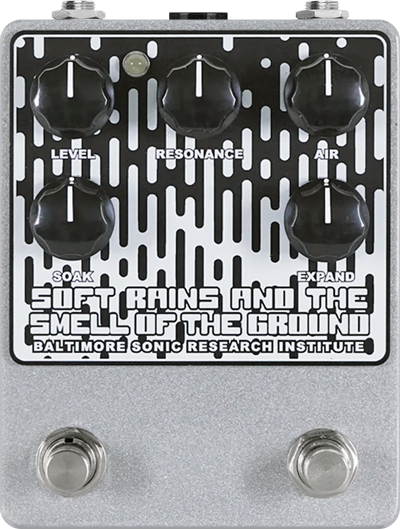 LEVEL RESONANCE AIR
SOAK EXPAND
SOFT RAINS AND THE
SMELL OF THE GROUND
BALTIMORE SONIC RESEARCH INSTITUTE